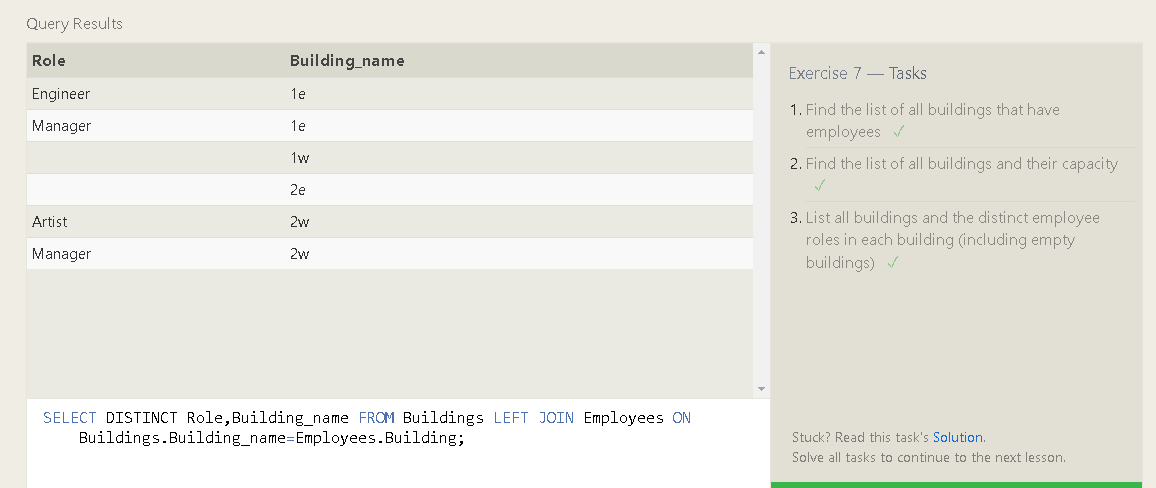 Query Results
Role Building_name
Engineer 1e
Manager 1e
1w
2e
Artist 2w
Manager 2w
SELECT DISTINCT Role,Building_name FROM Buildings LEFT JOIN Employees ON
Buildings.Building_name=Employees.Building;
Exercise 7 — Tasks
1. Find the list of all buildings that have
employees ✓
2. Find the list of all buildings and their capacity
✓
3. List all buildings and the distinct employee
roles in each building (including empty
buildings) ✓
Stuck? Read this task's Solution.
Solve all tasks to continue to the next lesson.